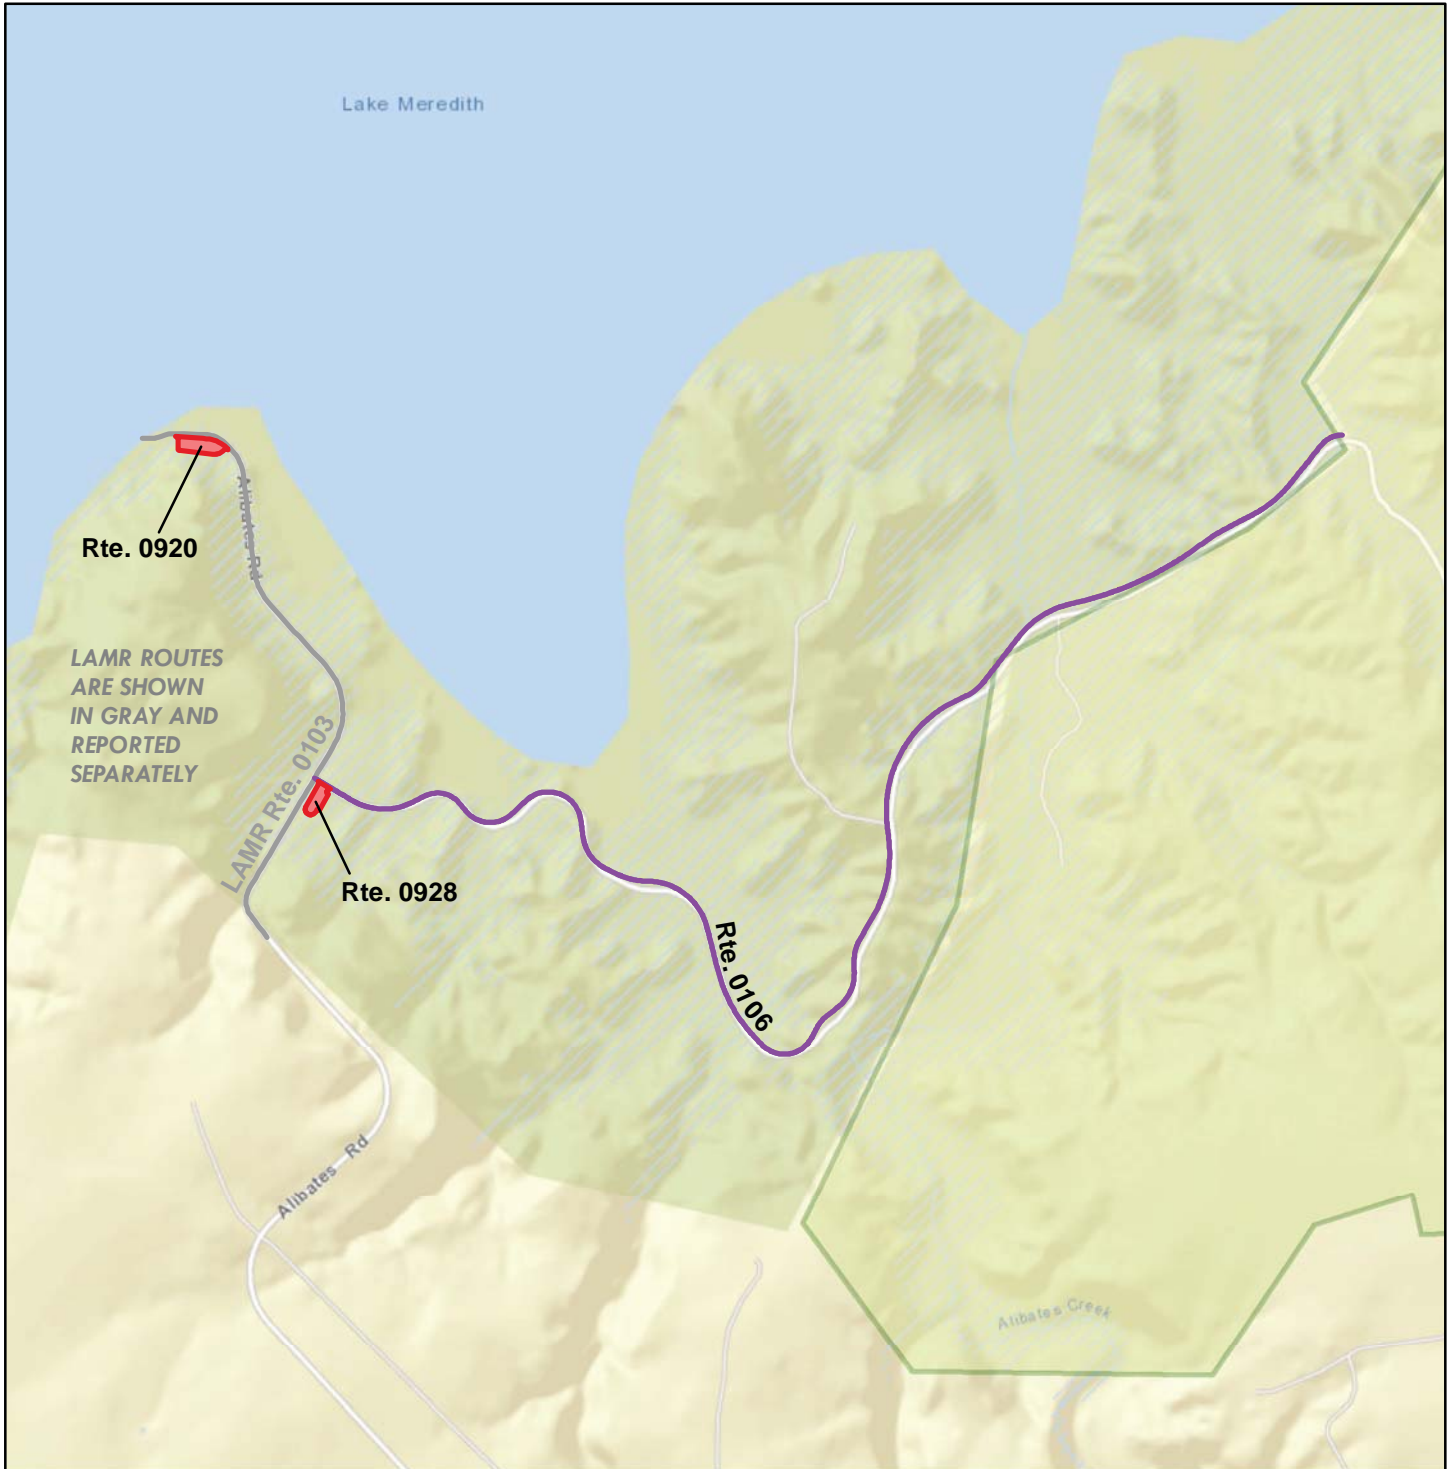 Lake Meredith
Rte. 0920
Alibates Rd
LAMR ROUTES
ARE SHOWN
IN GRAY AND
REPORTED
SEPARATELY
LAMR Rte. 0103
Rte. 0928
Rte. 0106
Alibates Rd
Alibates Creek